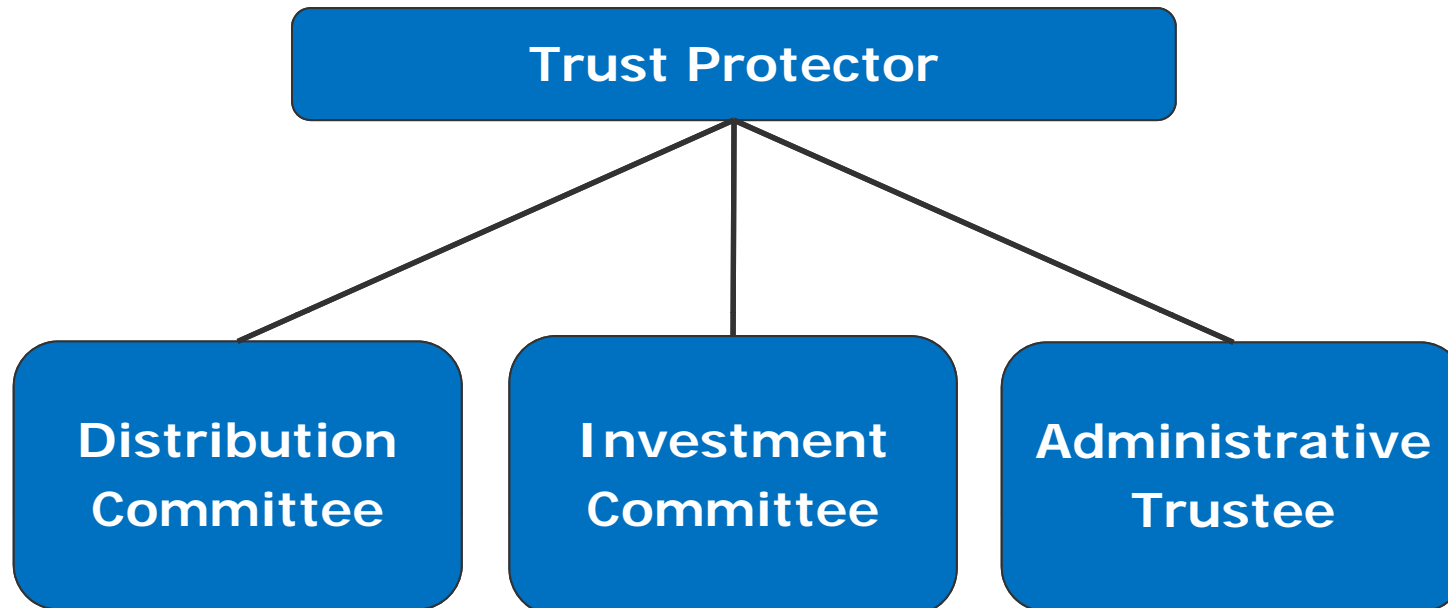 Trust Protector
Distribution
Committee
Investment
Committee
Administrative
Trustee